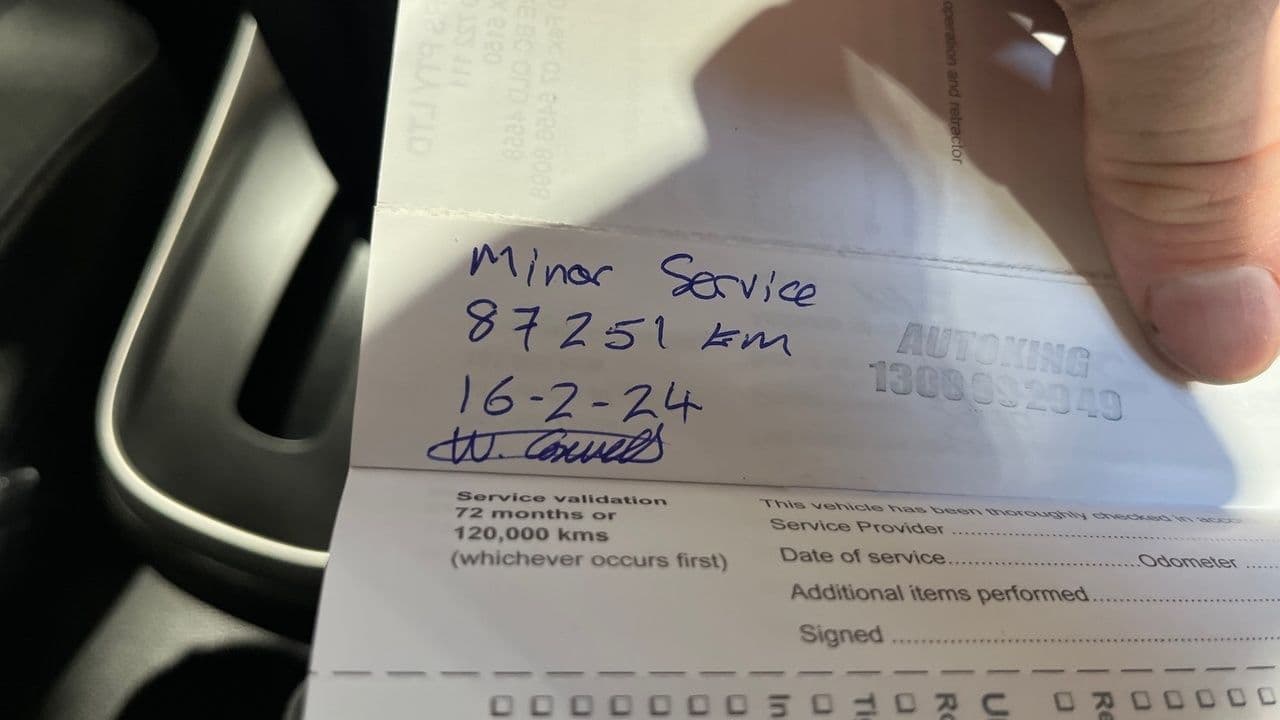 operation and retractor
Minor Service
87251 km
16-2-24
AUTOKING
W.
Service validation
72 months or
120,000 kms
(whichever occurs first)
This vehicle has been thoroughly checked in
Service Provider
Date of service Odometer
Additional items performed
Signed